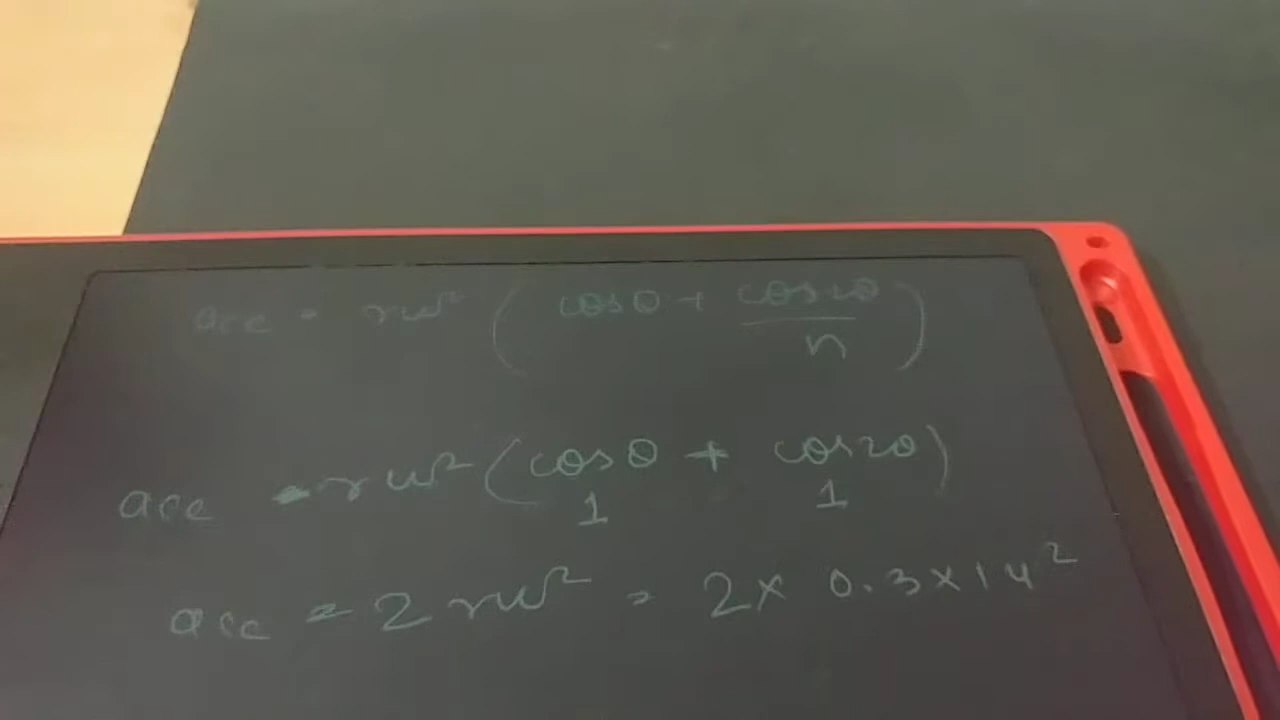 acc = rω² ( cosθ + cos2θ / n )
acc = rω² ( cosθ + cos2θ )
1 1
acc = 2rω² = 2 × 0.3 × 14²